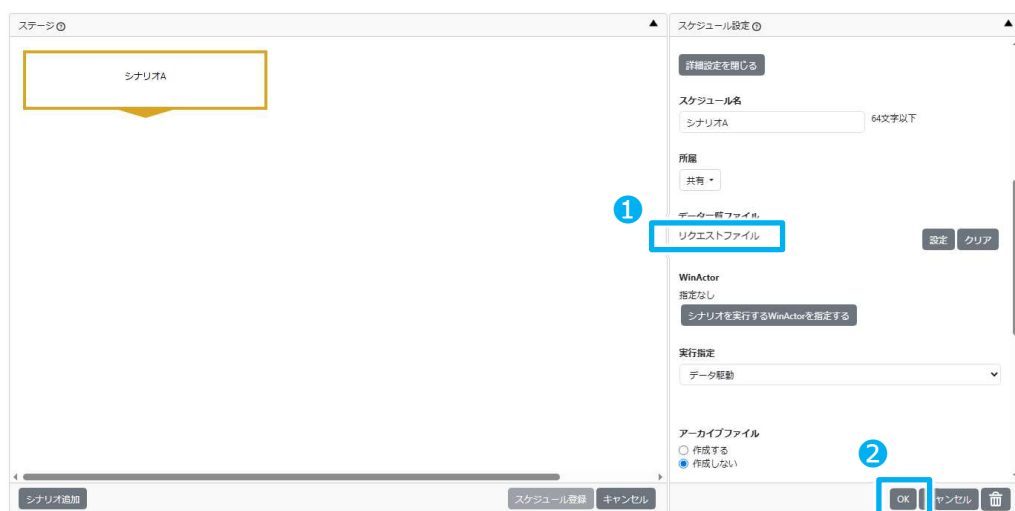 ステージ
シナリオA
シナリオ追加
スケジュール登録 キャンセル
スケジュール設定
詳細設定を閉じる
スケジュール名
シナリオA 64文字以下
所属
共有
1
データ一覧ファイル
リクエストファイル 設定 クリア
WinActor
指定なし
シナリオを実行するWinActorを指定する
実行指定
データ駆動
アーカイブファイル
作成する
作成しない
2
OK ャンセル